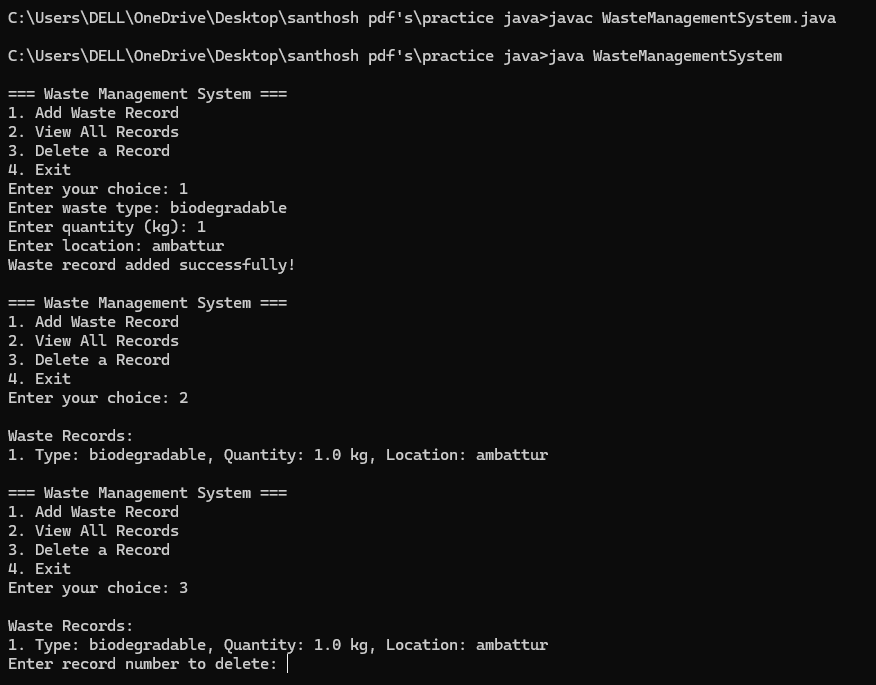 C:\Users\DELL\OneDrive\Desktop\santhosh pdf's\practice java>javac WasteManagementSystem.java
C:\Users\DELL\OneDrive\Desktop\santhosh pdf's\practice java>java WasteManagementSystem
=== Waste Management System ===
1. Add Waste Record
2. View All Records
3. Delete a Record
4. Exit
Enter your choice: 1
Enter waste type: biodegradable
Enter quantity (kg): 1
Enter location: ambattur
Waste record added successfully!
=== Waste Management System ===
1. Add Waste Record
2. View All Records
3. Delete a Record
4. Exit
Enter your choice: 2
Waste Records:
1. Type: biodegradable, Quantity: 1.0 kg, Location: ambattur
=== Waste Management System ===
1. Add Waste Record
2. View All Records
3. Delete a Record
4. Exit
Enter your choice: 3
Waste Records:
1. Type: biodegradable, Quantity: 1.0 kg, Location: ambattur
Enter record number to delete: